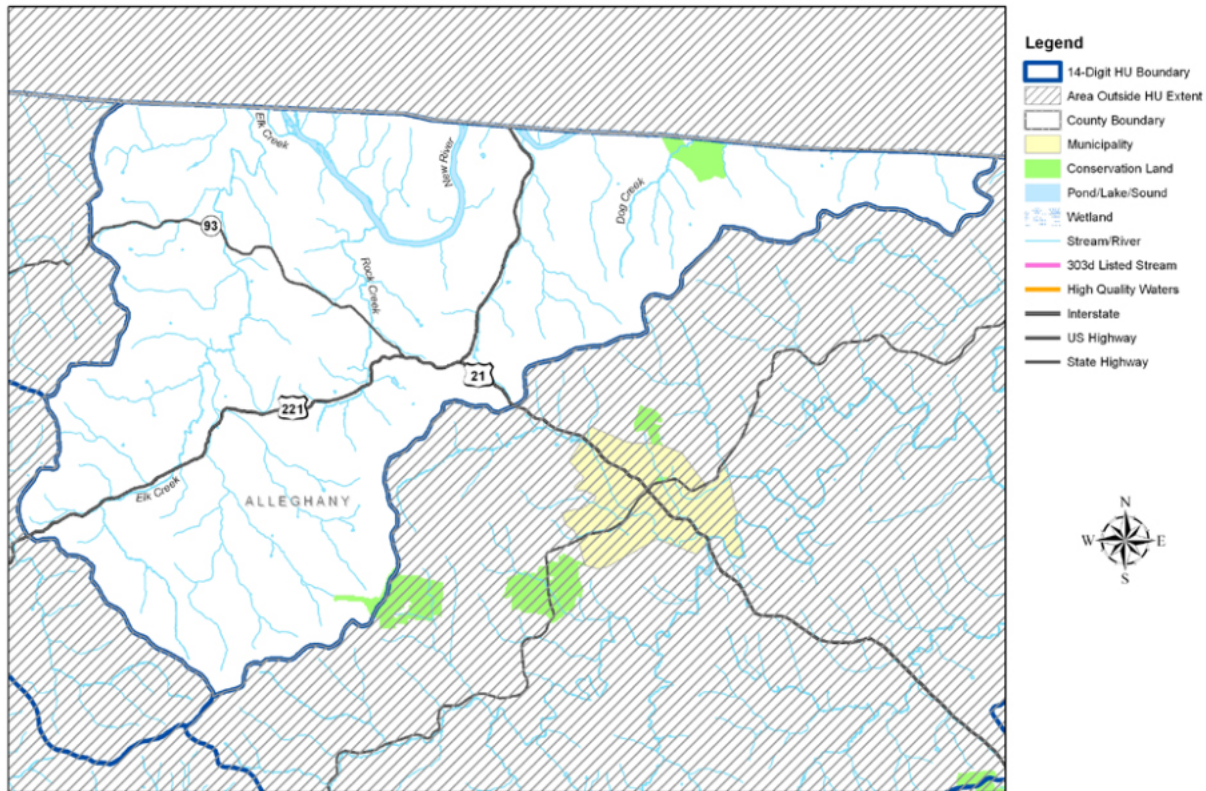 Elk Creek
New River
Dog Creek
93
Rock Creek
21
221
Elk Creek
ALLEGHANY
Legend
14-Digit HU Boundary
Area Outside HU Extent
County Boundary
Municipality
Conservation Land
Pond/Lake/Sound
Wetland
Stream/River
303d Listed Stream
High Quality Waters
Interstate
US Highway
State Highway
N
W E
S